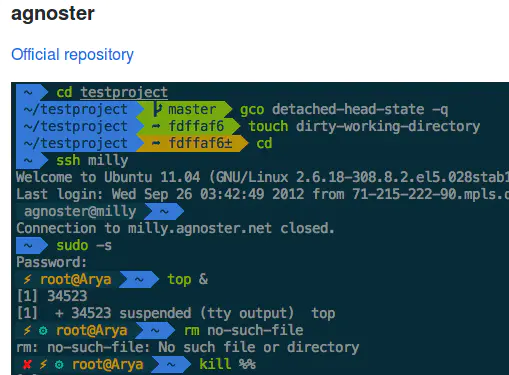 agnoster
Official repository
~ cd testproject
~/testproject master gco detached-head-state -q
~/testproject ➦ fdffaf6 touch dirty-working-directory
~/testproject ➦ fdffaf6± cd
~ ssh milly
Welcome to Ubuntu 11.04 (GNU/Linux 2.6.18-308.8.2.el5.028stab1
Last login: Wed Sep 26 03:42:49 2012 from 71-215-222-90.mpls.
agnoster@milly ~
Connection to milly.agnoster.net closed.
~ sudo -s
Password:
⚡ root@Arya ~ top &
[1] 34523
[1]  + 34523 suspended (tty output)  top
⚡ ⚙ root@Arya ~ rm no-such-file
rm: no-such-file: No such file or directory
✘ ⚡ ⚙ root@Arya ~ kill %%